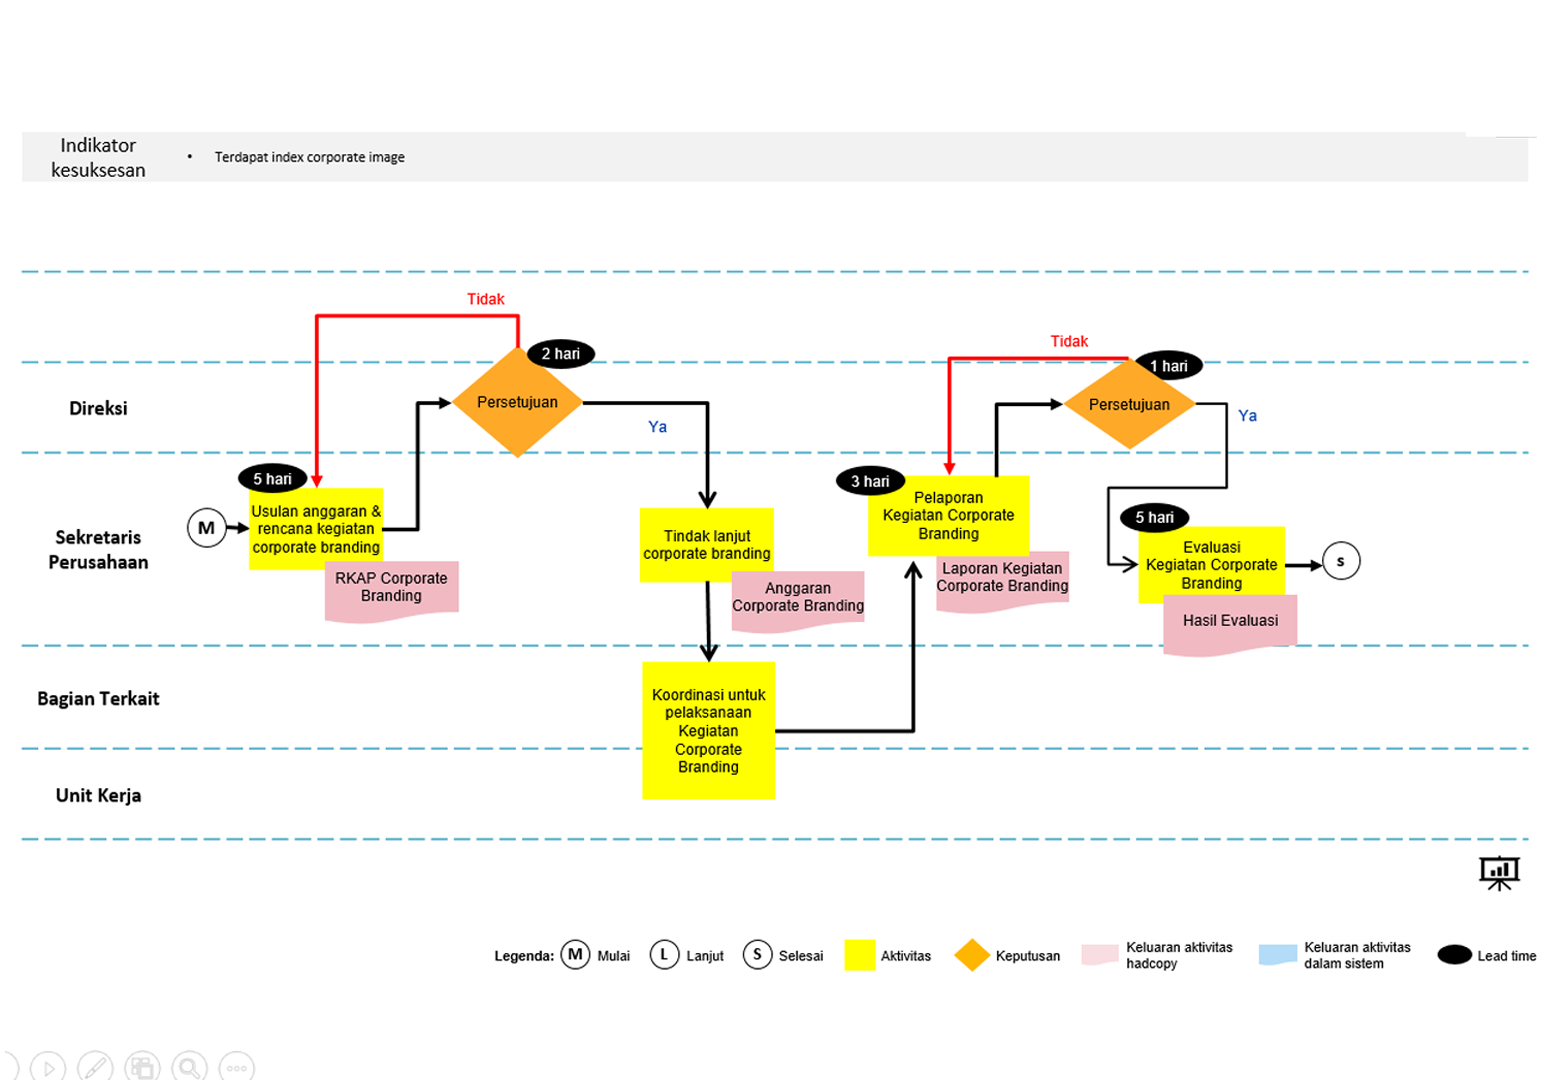 Indikator
kesuksesan
• Terdapat index corporate image
Tidak
2 hari
Tidak
1 hari
Direksi
Persetujuan
Ya
Persetujuan
Ya
Sekretaris
Perusahaan
M
5 hari
Usulan anggaran &
rencana kegiatan
corporate branding
RKAP Corporate
Branding
Tindak lanjut
corporate branding
Anggaran
Corporate Branding
3 hari
Pelaporan
Kegiatan Corporate
Branding
Laporan Kegiatan
Corporate Branding
5 hari
Evaluasi
Kegiatan Corporate
Branding
Hasil Evaluasi
s
Bagian Terkait
Koordinasi untuk
pelaksanaan
Kegiatan
Corporate
Branding
Unit Kerja
Legenda:
M Mulai
L Lanjut
S Selesai
Aktivitas
Keputusan
Keluaran aktivitas
hadcopy
Keluaran aktivitas
dalam sistem
Lead time